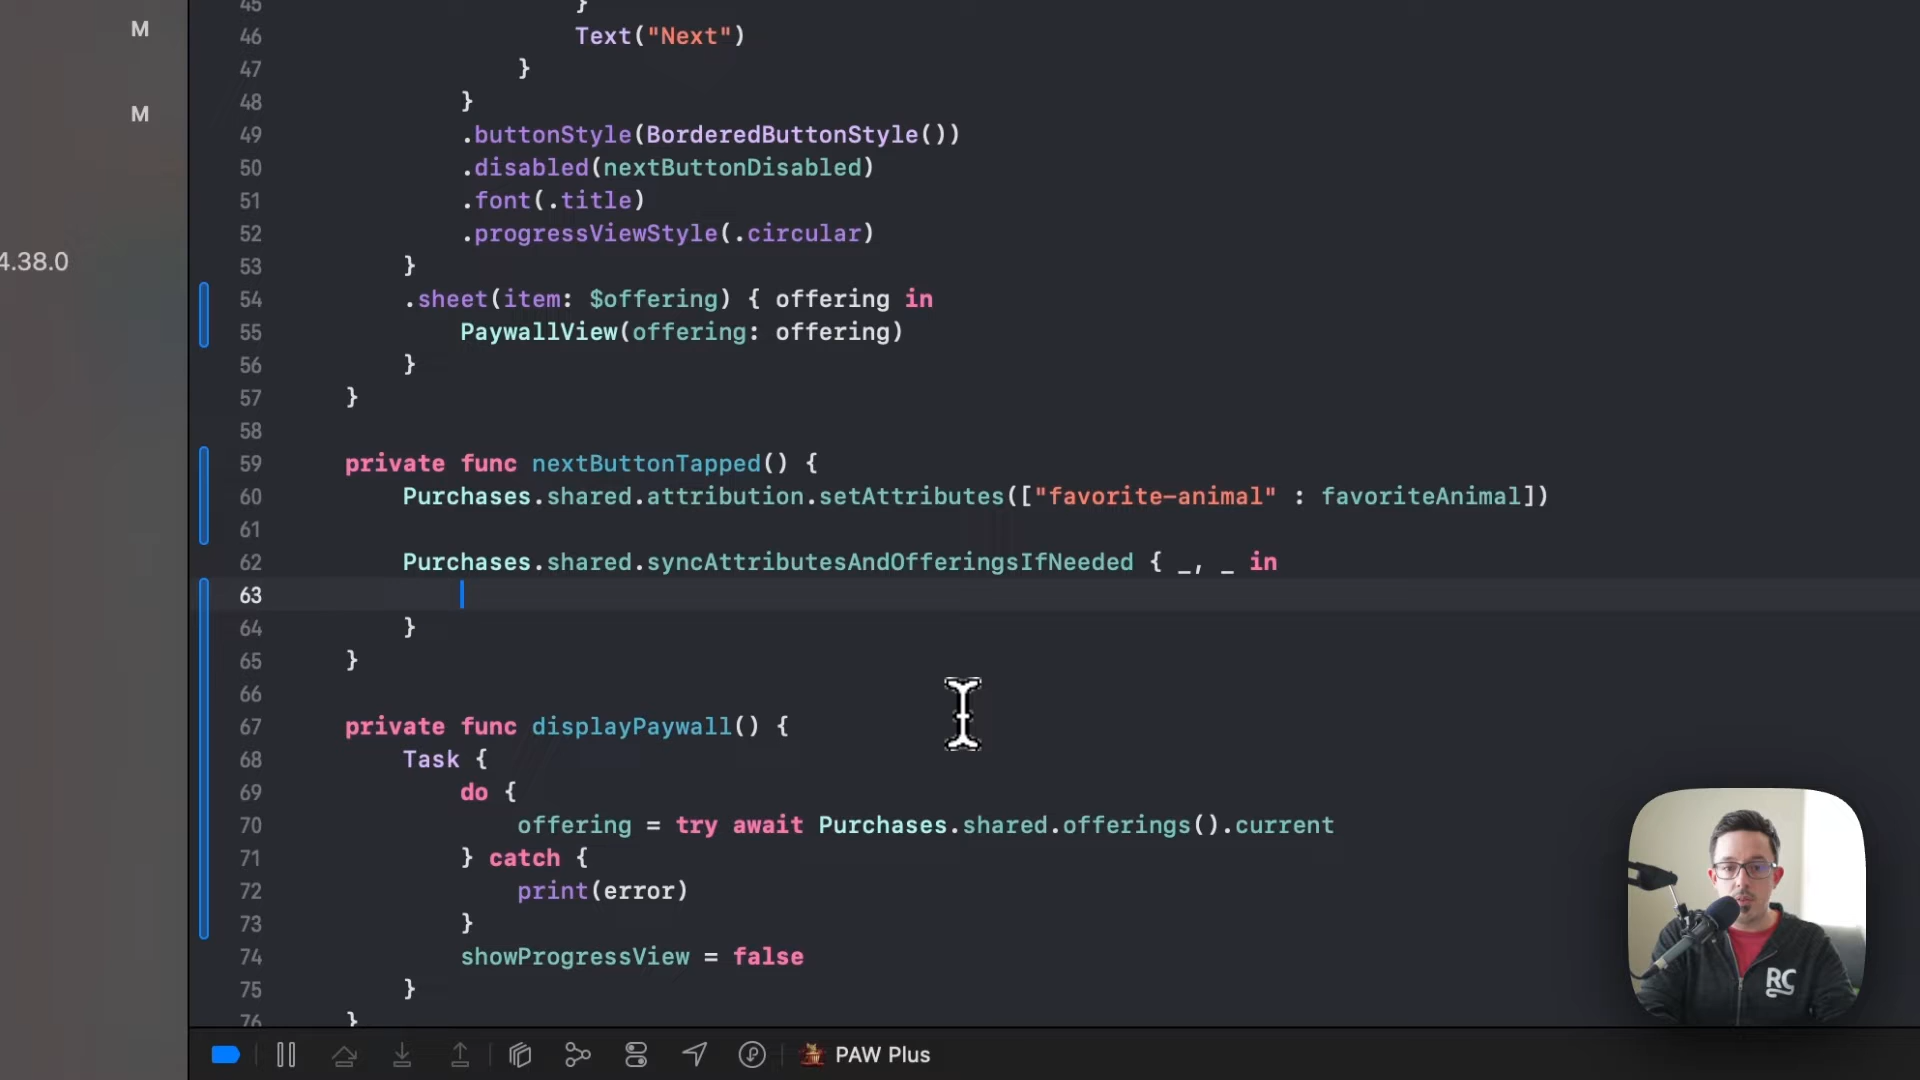 M
M
4.38.0
45 }
46 Text("Next")
47 }
48 }
49 .buttonStyle(BorderedButtonStyle())
50 .disabled(nextButtonDisabled)
51 .font(.title)
52 .progressViewStyle(.circular)
53 }
54 .sheet(item: $offering) { offering in
55 PaywallView(offering: offering)
56 }
57 }
58
59 private func nextButtonTapped() {
60 Purchases.shared.attribution.setAttributes(["favorite-animal" : favoriteAnimal])
61
62 Purchases.shared.syncAttributesAndOfferingsIfNeeded { _, _ in
63
64 }
65 }
66
67 private func displayPaywall() {
68 Task {
69 do {
70 offering = try await Purchases.shared.offerings().current
71 } catch {
72 print(error)
73 }
74 showProgressView = false
75 }
76 }
RC
PAW Plus